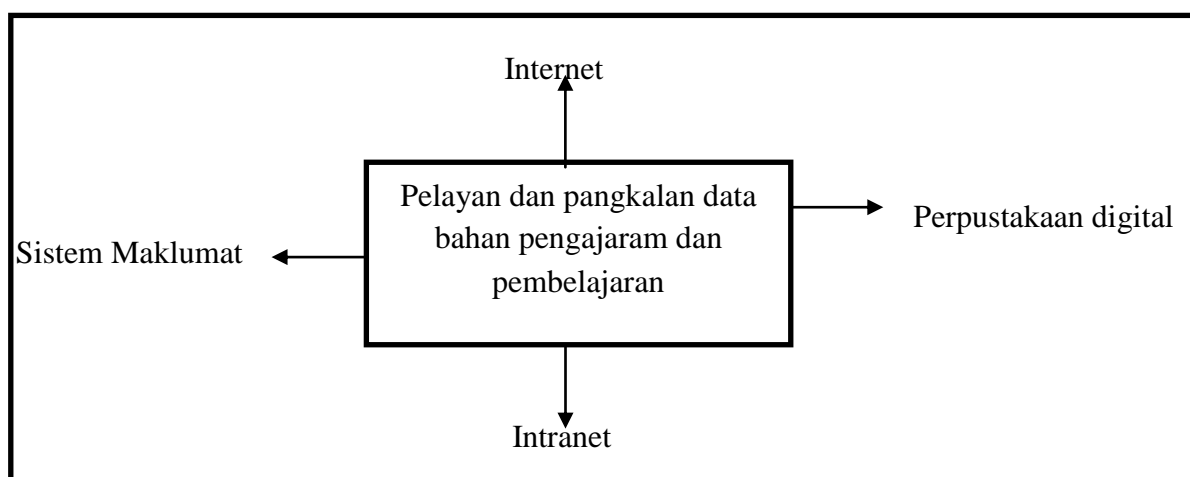 Internet
Pelayan dan pangkalan data
bahan pengajaram dan
pembelajaran
Perpustakaan digital
Sistem Maklumat
Intranet